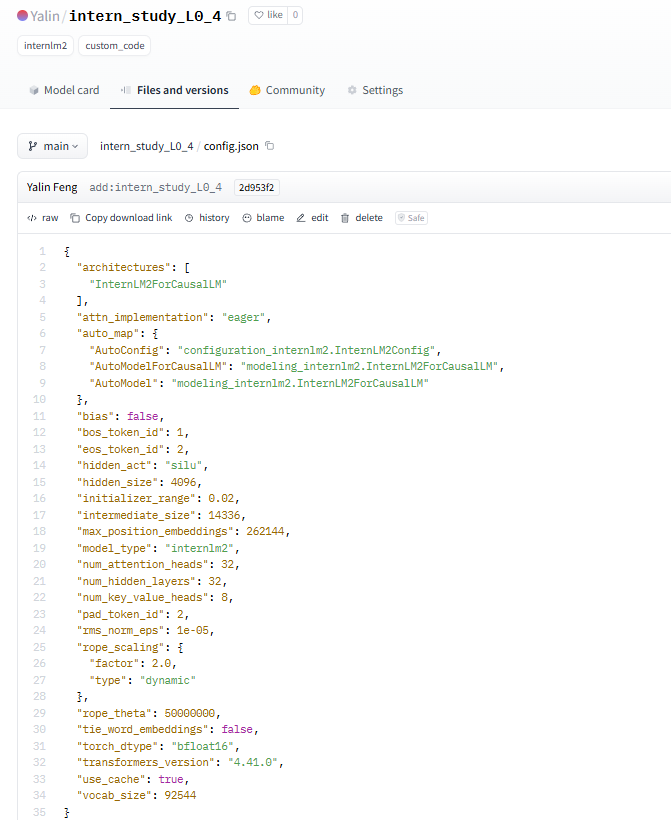 Yalin / intern_study_L0_4 like 0
internlm2 custom_code
Model card Files and versions Community Settings
main intern_study_L0_4 / config.json
Yalin Feng add:intern_study_L0_4 2d953f2
raw Copy download link history blame edit delete Safe
1 {
2 "architectures": [
3 "InternLM2ForCausalLM"
4 ],
5 "attn_implementation": "eager",
6 "auto_map": {
7 "AutoConfig": "configuration_internlm2.InternLM2Config",
8 "AutoModelForCausalLM": "modeling_internlm2.InternLM2ForCausalLM",
9 "AutoModel": "modeling_internlm2.InternLM2ForCausalLM"
10 },
11 "bias": false,
12 "bos_token_id": 1,
13 "eos_token_id": 2,
14 "hidden_act": "silu",
15 "hidden_size": 4096,
16 "initializer_range": 0.02,
17 "intermediate_size": 14336,
18 "max_position_embeddings": 262144,
19 "model_type": "internlm2",
20 "num_attention_heads": 32,
21 "num_hidden_layers": 32,
22 "num_key_value_heads": 8,
23 "pad_token_id": 2,
24 "rms_norm_eps": 1e-05,
25 "rope_scaling": {
26 "factor": 2.0,
27 "type": "dynamic"
28 },
29 "rope_theta": 50000000,
30 "tie_word_embeddings": false,
31 "torch_dtype": "bfloat16",
32 "transformers_version": "4.41.0",
33 "use_cache": true,
34 "vocab_size": 92544
35 }